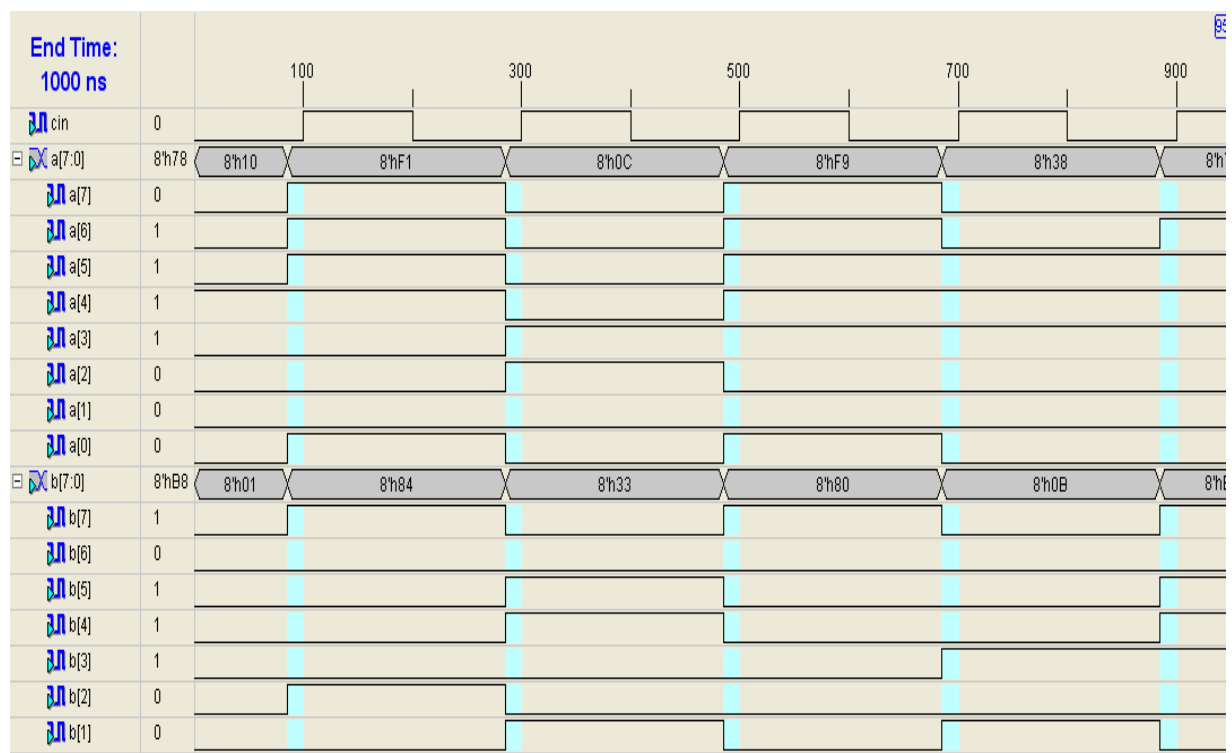 95
End Time:
1000 ns
100 300 500 700 900
cin 0
a[7:0] 8'h78 8'h10 8'hF1 8'h0C 8'hF9 8'h38 8'h
a[7] 0
a[6] 1
a[5] 1
a[4] 1
a[3] 1
a[2] 0
a[1] 0
a[0] 0
b[7:0] 8'hB8 8'h01 8'h84 8'h33 8'h80 8'h0B 8'h
b[7] 1
b[6] 0
b[5] 1
b[4] 1
b[3] 1
b[2] 0
b[1] 0